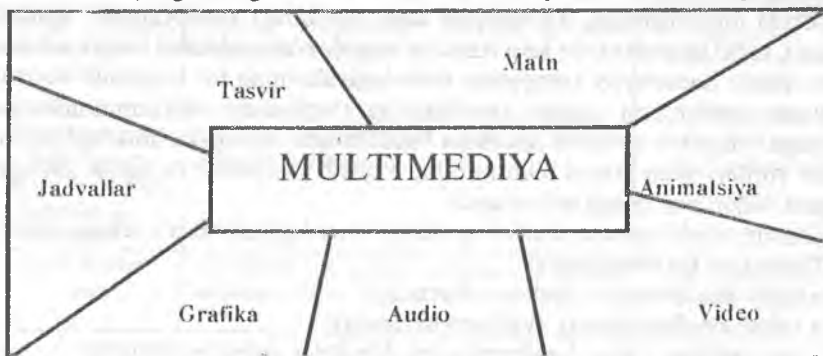 Matn
Tasvir
MULTIMEDIYA
Jadvallar
Animatsiya
Grafika
Audio
Video